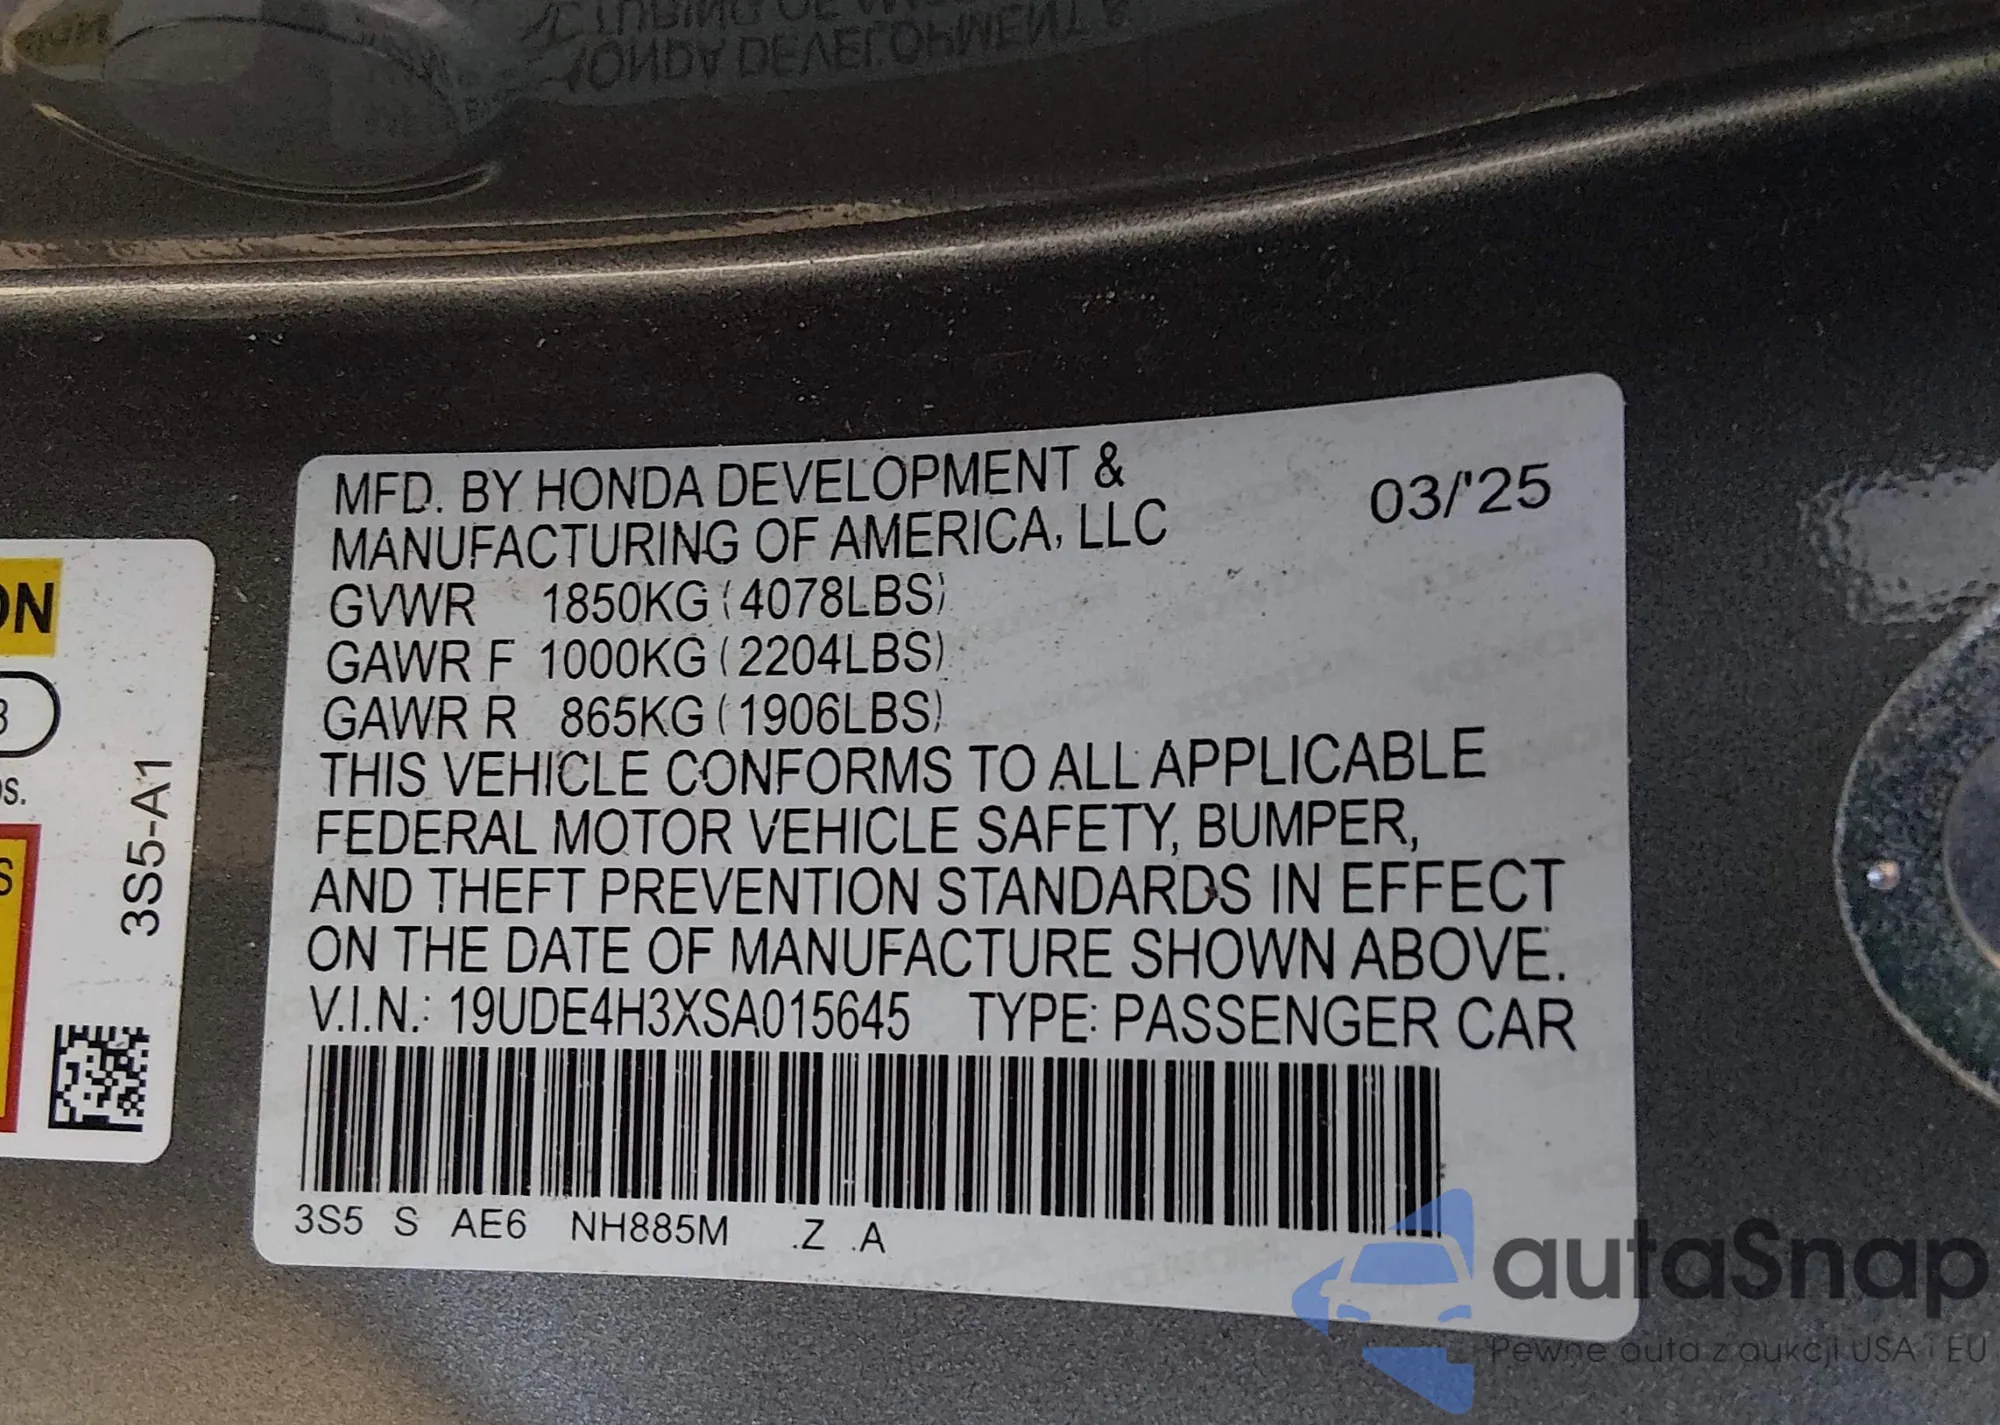 MFD. BY HONDA DEVELOPMENT &
MANUFACTURING OF AMERICA, LLC
03/'25
GVWR 1850KG (4078LBS)
GAWR F 1000KG (2204LBS)
GAWR R 865KG (1906LBS)
THIS VEHICLE CONFORMS TO ALL APPLICABLE
FEDERAL MOTOR VEHICLE SAFETY, BUMPER,
AND THEFT PREVENTION STANDARDS IN EFFECT
ON THE DATE OF MANUFACTURE SHOWN ABOVE.
V.I.N.: 19UDE4H3XSA015645 TYPE: PASSENGER CAR
3S5 S AE6 NH885M .Z .A
3S5-A1
autaSnap
Pewne auta z aukcji USA i EU